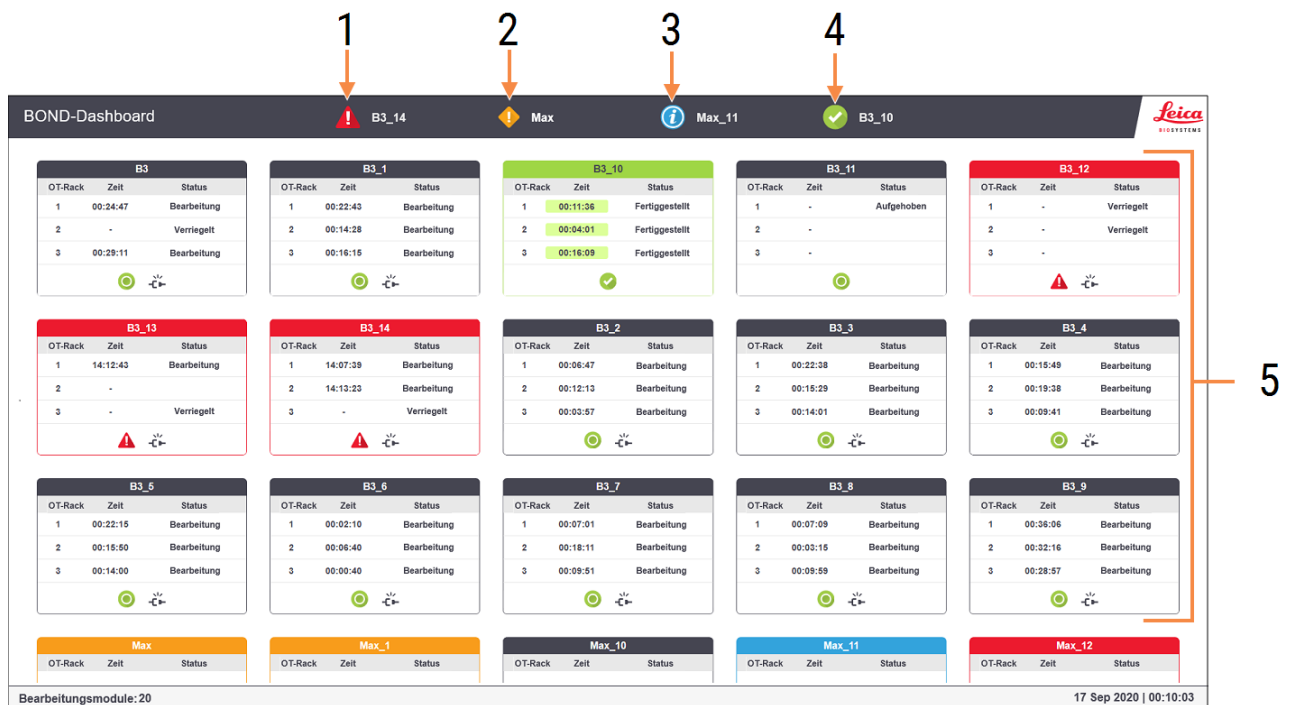 1 2 3 4
BOND-Dashboard B3_14 Max Max_11 B3_10 Leica
BIOSYSTEMS
B3 B3_1 B3_10 B3_11 B3_12
OT-Rack Zeit Status OT-Rack Zeit Status OT-Rack Zeit Status OT-Rack Zeit Status OT-Rack Zeit Status
1 00:24:47 Bearbeitung 1 00:22:43 Bearbeitung 1 00:11:36 Fertiggestellt 1 - Aufgehoben 1 - Verriegelt
2 - Verriegelt 2 00:14:28 Bearbeitung 2 00:04:01 Fertiggestellt 2 - 2 - Verriegelt
3 00:29:11 Bearbeitung 3 00:16:15 Bearbeitung 3 00:16:09 Fertiggestellt 3 - 3 -
B3_13 B3_14 B3_2 B3_3 B3_4
OT-Rack Zeit Status OT-Rack Zeit Status OT-Rack Zeit Status OT-Rack Zeit Status OT-Rack Zeit Status
1 14:12:43 Bearbeitung 1 14:07:39 Bearbeitung 1 00:06:47 Bearbeitung 1 00:22:38 Bearbeitung 1 00:15:49 Bearbeitung
2 - 2 14:13:23 Bearbeitung 2 00:12:13 Bearbeitung 2 00:15:29 Bearbeitung 2 00:19:38 Bearbeitung
5
3 - Verriegelt 3 - Verriegelt 3 00:03:57 Bearbeitung 3 00:14:01 Bearbeitung 3 00:09:41 Bearbeitung
B3_5 B3_6 B3_7 B3_8 B3_9
OT-Rack Zeit Status OT-Rack Zeit Status OT-Rack Zeit Status OT-Rack Zeit Status OT-Rack Zeit Status
1 00:22:15 Bearbeitung 1 00:02:10 Bearbeitung 1 00:07:01 Bearbeitung 1 00:07:09 Bearbeitung 1 00:36:06 Bearbeitung
2 00:15:50 Bearbeitung 2 00:06:40 Bearbeitung 2 00:18:11 Bearbeitung 2 00:03:15 Bearbeitung 2 00:32:16 Bearbeitung
3 00:14:00 Bearbeitung 3 00:00:40 Bearbeitung 3 00:09:51 Bearbeitung 3 00:09:59 Bearbeitung 3 00:28:57 Bearbeitung
Max Max_1 Max_10 Max_11 Max_12
OT-Rack Zeit Status OT-Rack Zeit Status OT-Rack Zeit Status OT-Rack Zeit Status OT-Rack Zeit Status
Bearbeitungsmodule: 20 17 Sep 2020 | 00:10:03